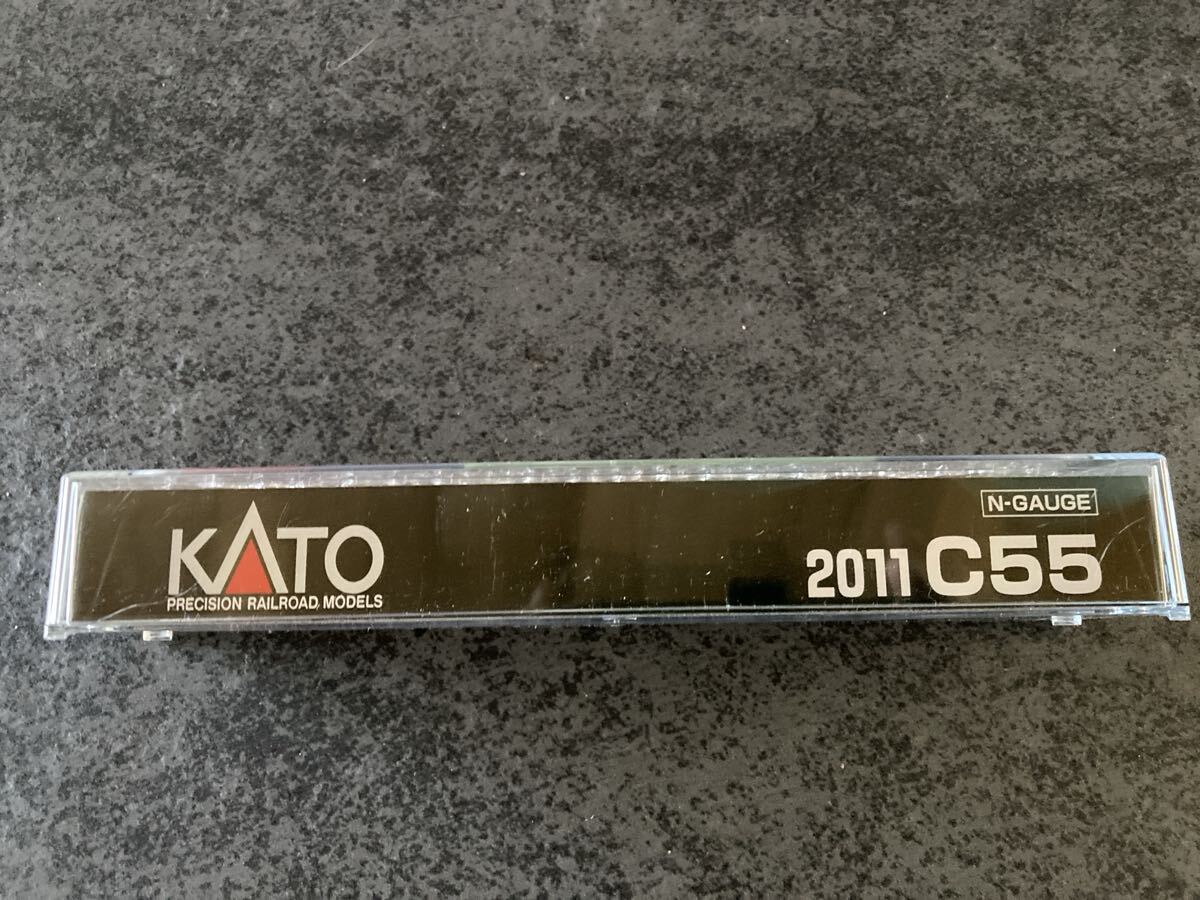 KATO
PRECISION RAILROAD MODELS
N-GAUGE
2011 C55